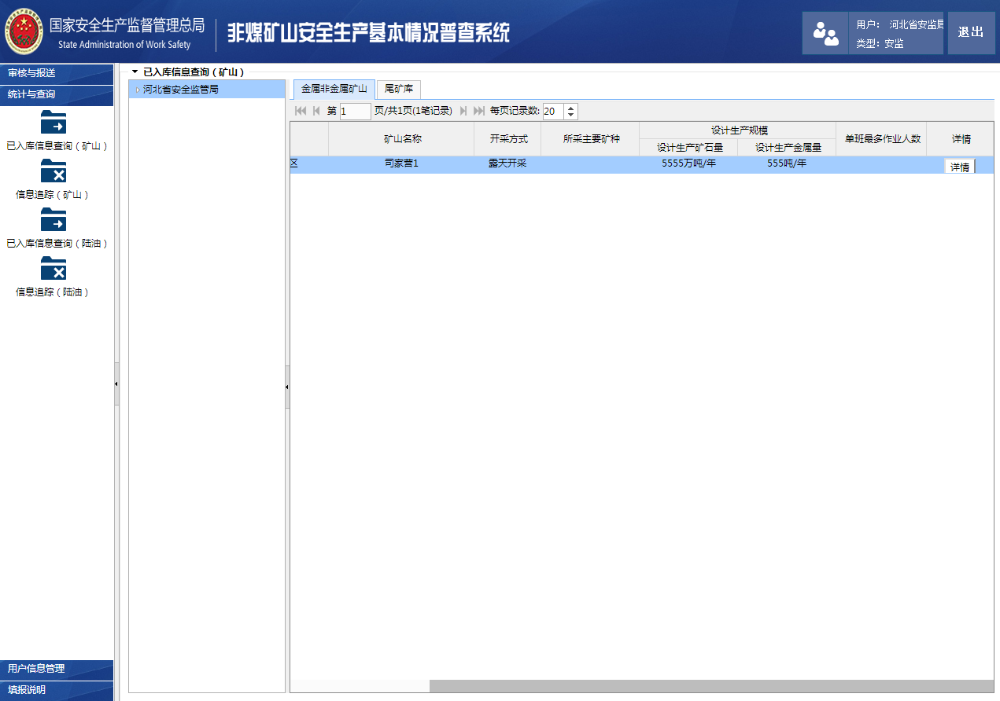 国家安全生产监督管理总局
State Administration of Work Safety
非煤矿山安全生产基本情况普查系统
用户： 河北省安监局
类型：安监
退出
审核与报送
统计与查询
已入库信息查询（矿山）
信息追踪（矿山）
已入库信息查询（陆油）
信息追踪（陆油）
用户信息管理
填报说明
已入库信息查询（矿山）
河北省安全监管局
金属非金属矿山 尾矿库
第 1 页/共1页(1笔记录) 每页记录数: 20
矿山名称 开采方式 所采主要矿种 设计生产规模 单班最多作业人数 详情
设计生产矿石量 设计生产金属量
区 司家营1 露天开采 5555万吨/年 555吨/年 详情